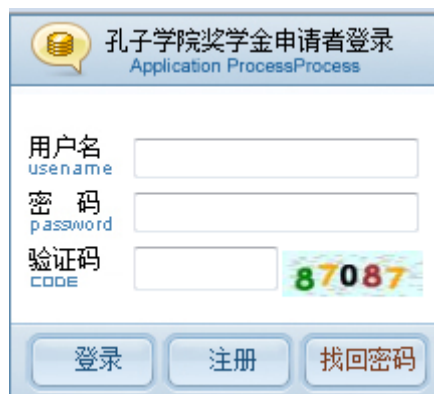 孔子学院奖学金申请者登录
Application ProcessProcess
用户名
usename
密 码
password
验证码
CODE
87087
登录 注册 找回密码